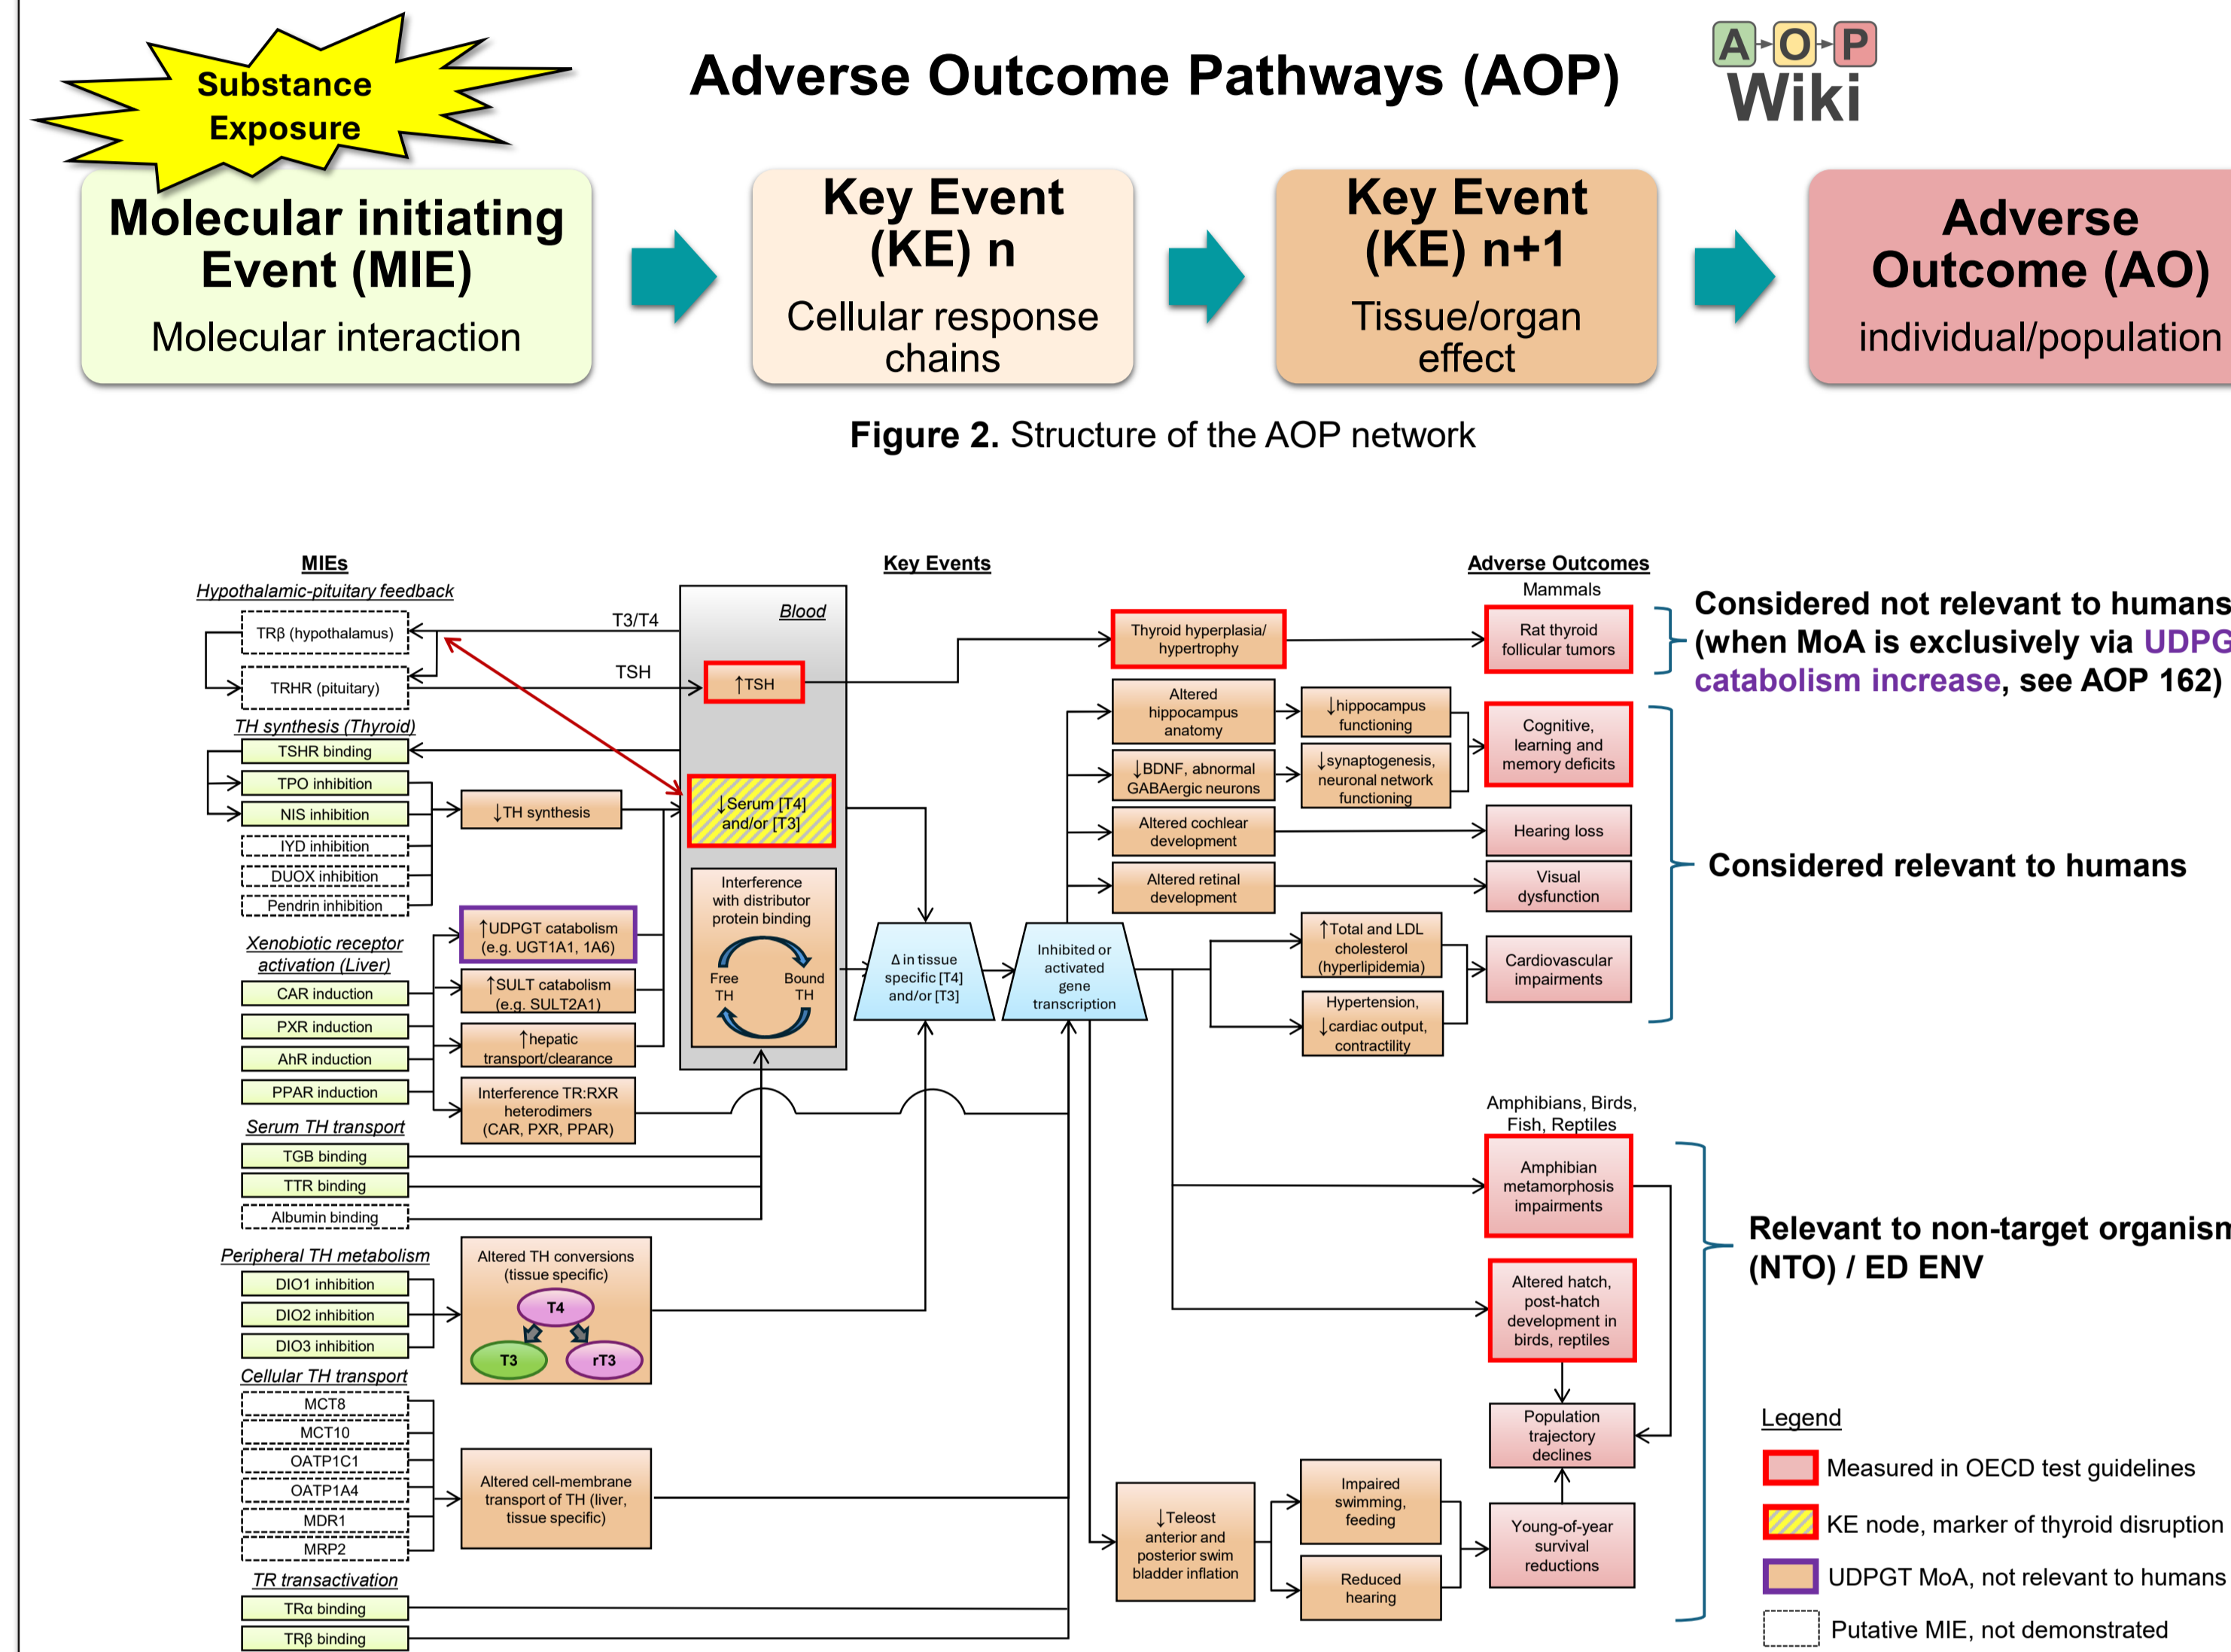 Substance
Exposure
Adverse Outcome Pathways (AOP)
A O P
Wiki
Molecular initiating
Event (MIE)
Molecular interaction
Key Event
(KE) n
Cellular response
chains
Key Event
(KE) n+1
Tissue/organ
effect
Adverse
Outcome (AO)
individual/population
Figure 2. Structure of the AOP network
MIEs
Key Events
Adverse Outcomes
Hypothalamic-pituitary feedback
TRβ (hypothalamus)
TRHR (pituitary)
TH synthesis (Thyroid)
TSHR binding
TPO inhibition
NIS inhibition
IYD inhibition
DUOX inhibition
Pendrin inhibition
Xenobiotic receptor
activation (Liver)
CAR induction
PXR induction
AhR induction
PPAR induction
Serum TH transport
TGB binding
TTR binding
Albumin binding
Peripheral TH metabolism
DIO1 inhibition
DIO2 inhibition
DIO3 inhibition
Cellular TH transport
MCT8
MCT10
OATP1C1
OATP1A4
MDR1
MRP2
TR transactivation
TRα binding
TRβ binding
T3/T4
TSH
↓TH synthesis
↑UDPGT catabolism
(e.g. UGT1A1, 1A6)
↑SULT catabolism
(e.g. SULT2A1)
↑hepatic
transport/clearance
Interference TR:RXR
heterodimers
(CAR, PXR, PPAR)
Altered TH conversions
(tissue specific)
T4
T3
rT3
Altered cell-membrane
transport of TH (liver,
tissue specific)
Blood
↑TSH
↓Serum [T4]
and/or [T3]
Interference
with distributor
protein binding
Free
TH
Bound
TH
Δ in tissue
specific [T4]
and/or [T3]
Inhibited or
activated
gene
transcription
Thyroid hyperplasia/
hypertrophy
Altered
hippocampus
anatomy
↓hippocampus
functioning
↓BDNF, abnormal
GABAergic neurons
↓synaptogenesis,
neuronal network
functioning
Altered cochlear
development
Altered retinal
development
↑Total and LDL
cholesterol
(hyperlipidemia)
Hypertension,
↓cardiac output,
contractility
↓Teleost
anterior and
posterior swim
bladder inflation
Impaired
swimming,
feeding
Reduced
hearing
Mammals
Rat thyroid
follicular tumors
Cognitive,
learning and
memory deficits
Hearing loss
Visual
dysfunction
Cardiovascular
impairments
Amphibians, Birds,
Fish, Reptiles
Amphibian
metamorphosis
impairments
Altered hatch,
post-hatch
development in
birds, reptiles
Population
trajectory
declines
Young-of-year
survival
reductions
Considered not relevant to humans
(when MoA is exclusively via UDPG
catabolism increase, see AOP 162)
Considered relevant to humans
Relevant to non-target organism
(NTO) / ED ENV
Legend
Measured in OECD test guidelines
KE node, marker of thyroid disruption
UDPGT MoA, not relevant to humans
Putative MIE, not demonstrated